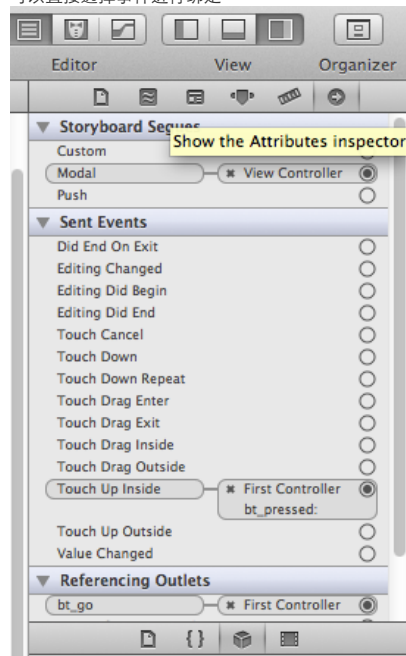 Editor View Organizer
Storyboard Segues
Show the Attributes inspector
Custom
Modal View Controller
Push
Sent Events
Did End On Exit
Editing Changed
Editing Did Begin
Editing Did End
Touch Cancel
Touch Down
Touch Down Repeat
Touch Drag Enter
Touch Drag Exit
Touch Drag Inside
Touch Drag Outside
Touch Up Inside First Controller
bt_pressed:
Touch Up Outside
Value Changed
Referencing Outlets
bt_go First Controller
{}